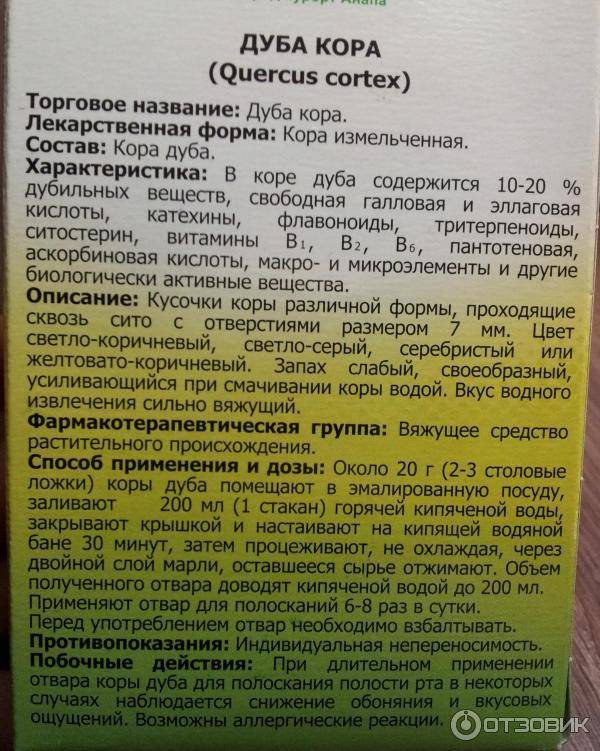 Анапа
ДУБА КОРА
(Quercus cortex)
Торговое название: Дуба кора.
Лекарственная форма: Кора измельченная.
Состав: Кора дуба.
Характеристика: В коре дуба содержится 10-20 %
дубильных веществ, свободная галловая и эллаговая
кислоты, катехины, флавоноиды, тритерпеноиды,
ситостерин, витамины B₁, B₂, B₆, пантотеновая,
аскорбиновая кислоты, макро- и микроэлементы и другие
биологически активные вещества.
Описание: Кусочки коры различной формы, проходящие
сквозь сито с отверстиями размером 7 мм. Цвет
светло-коричневый, светло-серый, серебристый или
желтовато-коричневый. Запах слабый, своеобразный,
усиливающийся при смачивании коры водой. Вкус водного
извлечения сильно вяжущий.
Фармакотерапевтическая группа: Вяжущее средство
растительного происхождения.
Способ применения и дозы: Около 20 г (2-3 столовые
ложки) коры дуба помещают в эмалированную посуду,
заливают 200 мл (1 стакан) горячей кипяченой воды,
закрывают крышкой и настаивают на кипящей водяной
бане 30 минут, затем процеживают, не охлаждая, через
двойной слой марли, оставшееся сырье отжимают. Объем
полученного отвара доводят кипяченой водой до 200 мл.
Применяют отвар для полосканий 6-8 раз в сутки.
Перед употреблением отвар необходимо взбалтывать.
Противопоказания: Индивидуальная непереносимость.
Побочные действия: При длительном применении
отвара коры дуба для полоскания полости рта в некоторых
случаях наблюдается снижение обоняния и вкусовых
ощущений. Возможны аллергические реакции.
ОТЗОВИК